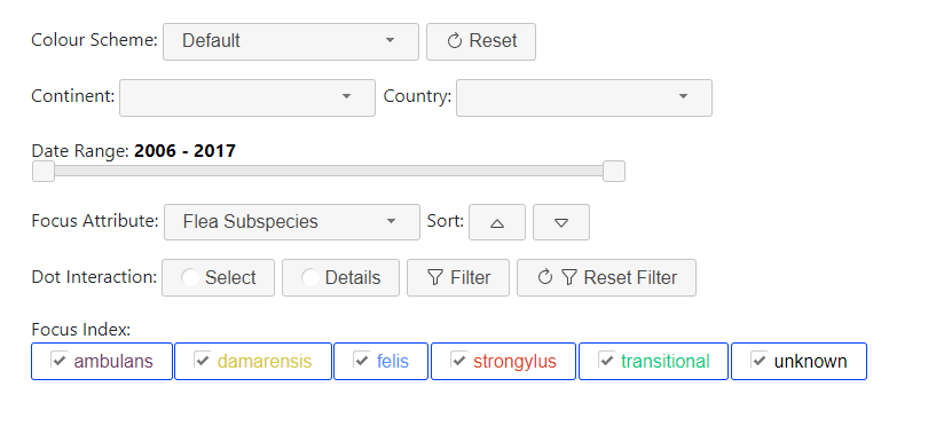 Colour Scheme: Default Reset
Continent: Country:
Date Range: 2006 - 2017
Focus Attribute: Flea Subspecies Sort:
Dot Interaction: Select Details Filter Reset Filter
Focus Index:
ambulans damarensis felis strongylus transitional unknown